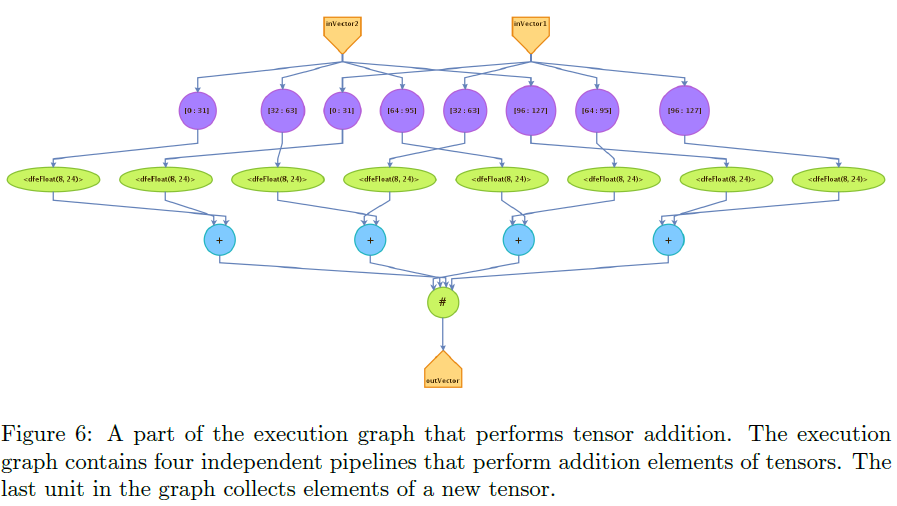 inVector2 inVector1
[0 : 31] [32 : 63] [0 : 31] [64 : 95] [32 : 63] [96 : 127] [64 : 95] [96 : 127]
<dfeFloat(8, 24)> <dfeFloat(8, 24)> <dfeFloat(8, 24)> <dfeFloat(8, 24)> <dfeFloat(8, 24)> <dfeFloat(8, 24)> <dfeFloat(8, 24)> <dfeFloat(8, 24)>
+ + + +
#
outVector
Figure 6: A part of the execution graph that performs tensor addition. The execution
graph contains four independent pipelines that perform addition elements of tensors. The
last unit in the graph collects elements of a new tensor.